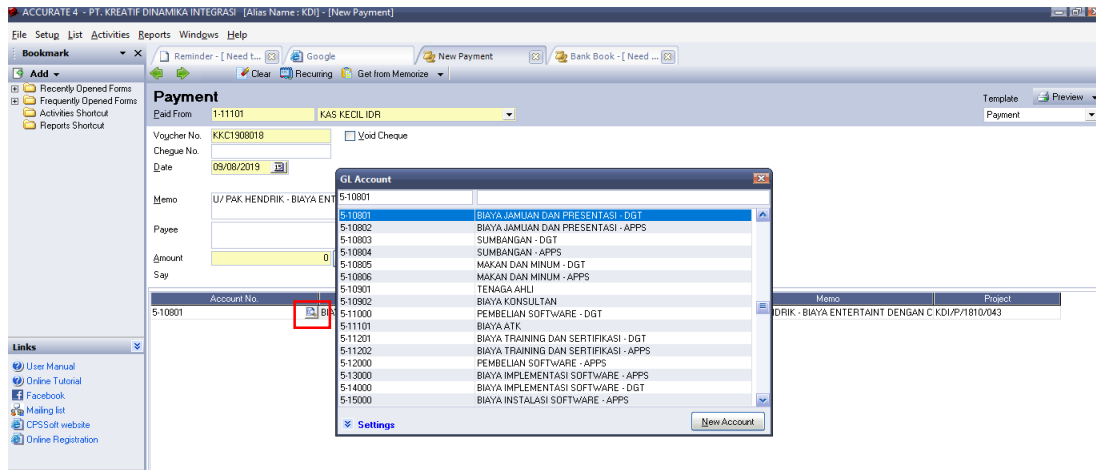 ACCURATE 4 - PT. KREATIF DINAMIKA INTEGRASI [Alias Name : KDI] - [New Payment]
File Setup List Activities Reports Windows Help
Bookmark
Reminder - [ Need t...
Google
New Payment
Bank Book - [ Need ...
Add
Clear Recurring Get from Memorize
Recently Opened Forms
Frequently Opened Forms
Activities Shortcut
Reports Shortcut
Payment
Template Preview
Paid From 1-11101 KAS KECIL IDR Payment
Voucher No. KKC1908018 Void Cheque
Cheque No.
Date 09/08/2019
Memo U/ PAK HENDRIK - BIAYA ENT
Payee
Amount 0
Say
GL Account
5-10801
5-10801 BIAYA JAMUAN DAN PRESENTASI - DGT
5-10802 BIAYA JAMUAN DAN PRESENTASI - APPS
5-10803 SUMBANGAN - DGT
5-10804 SUMBANGAN - APPS
5-10805 MAKAN DAN MINUM - DGT
5-10806 MAKAN DAN MINUM - APPS
5-10901 TENAGA AHLI
5-10902 BIAYA KONSULTAN
5-11000 PEMBELIAN SOFTWARE - DGT
5-11101 BIAYA ATK
5-11201 BIAYA TRAINING DAN SERTIFIKASI - DGT
5-11202 BIAYA TRAINING DAN SERTIFIKASI - APPS
5-12000 PEMBELIAN SOFTWARE - APPS
5-13000 BIAYA IMPLEMENTASI SOFTWARE - APPS
5-14000 BIAYA IMPLEMENTASI SOFTWARE - DGT
5-15000 BIAYA INSTALASI SOFTWARE - APPS
Settings New Account
Account No. Memo Project
5-10801 IDRIK - BIAYA ENTERTAINT DENGAN C KDI/P/1810/043
Links
User Manual
Online Tutorial
Facebook
Mailing list
CPSSoft website
Online Registration